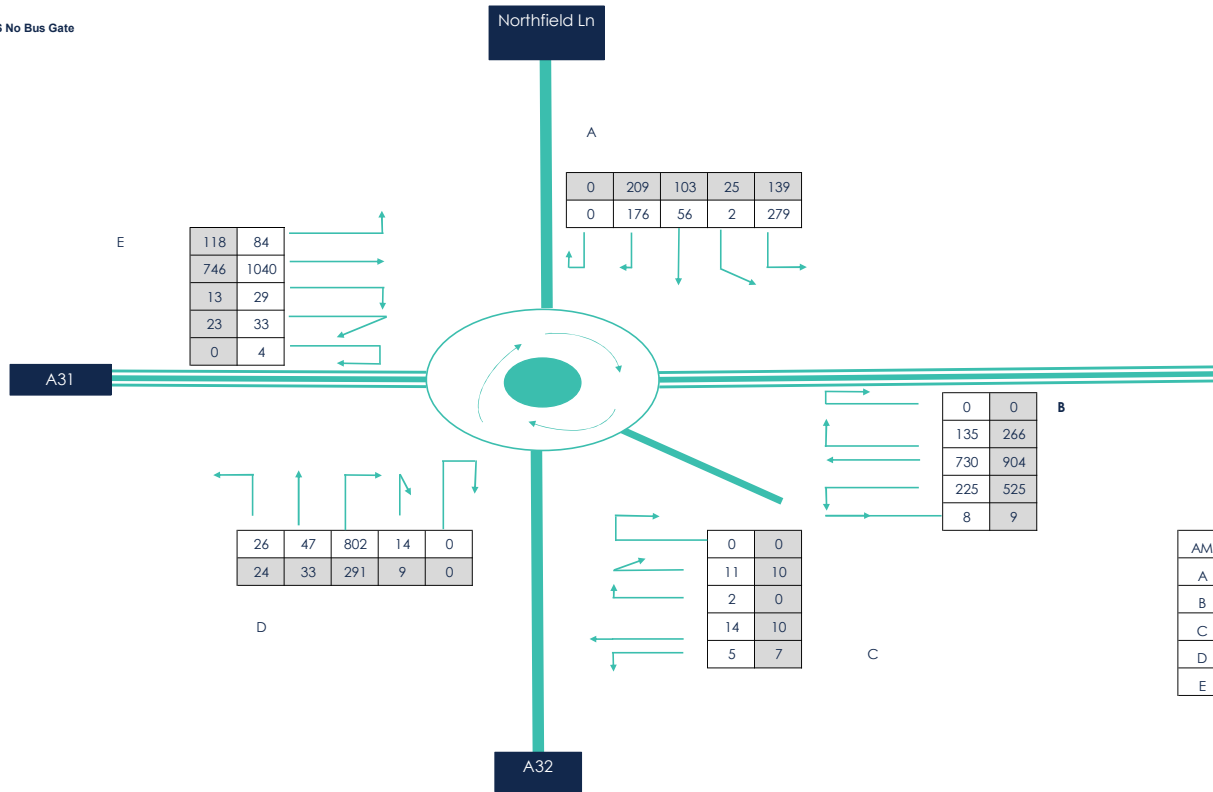 No Bus Gate
Northfield Ln
A
0 209 103 25 139
0 176 56 2 279
E
118 84
746 1040
13 29
23 33
0 4
A31
0 0
B
135 266
730 904
225 525
8 9
26 47 802 14 0
24 33 291 9 0
D
0 0
11 10
2 0
14 10
5 7
C
AM
A
B
C
D
E
A32